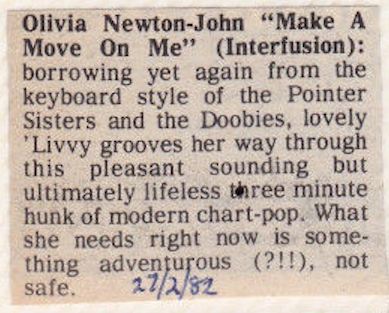 Olivia Newton-John “Make A
Move On Me” (Interfusion):
borrowing yet again from the
keyboard style of the Pointer
Sisters and the Doobies, lovely
’Livvy grooves her way through
this pleasant sounding but
ultimately lifeless three minute
hunk of modern chart-pop. What
she needs right now is some-
thing adventurous (?!!), not
safe. 27/2/82